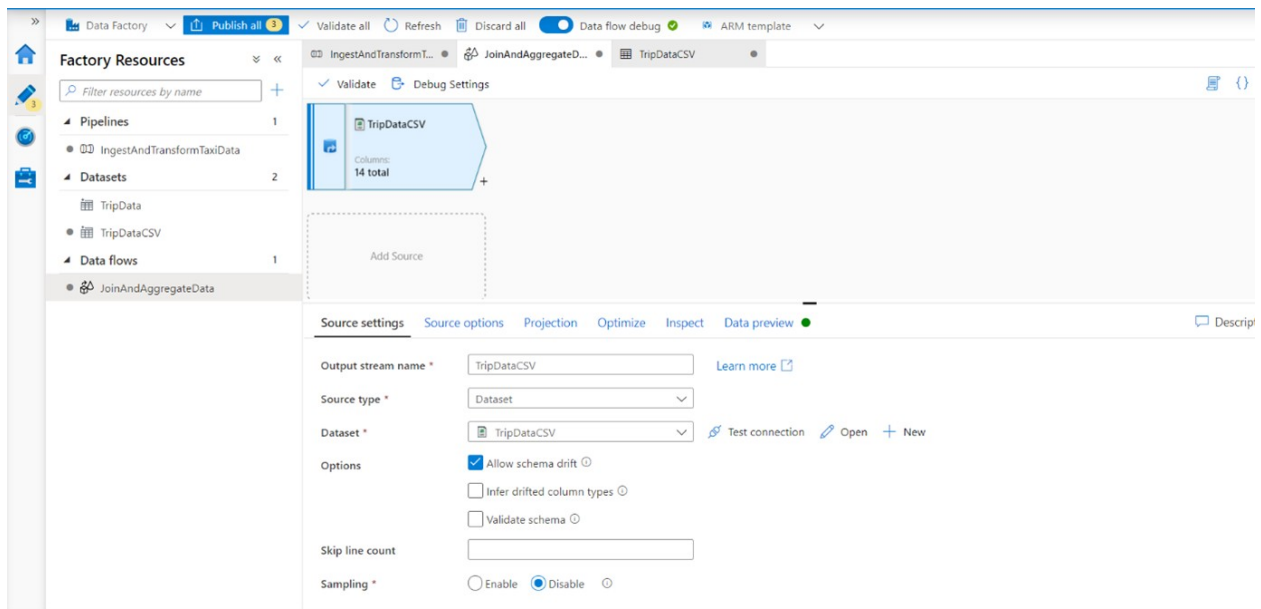 Data Factory Publish all 3 Validate all Refresh Discard all Data flow debug ARM template
Factory Resources
Filter resources by name
3
Pipelines 1
IngestAndTransformTaxiData
Datasets 2
TripData
TripDataCSV
Data flows 1
JoinAndAggregateData
IngestAndTransformT... JoinAndAggregateD... TripDataCSV
Validate Debug Settings {}
TripDataCSV
Columns:
14 total
+
Add Source
Source settings Source options Projection Optimize Inspect Data preview Descript
Output stream name * TripDataCSV Learn more
Source type * Dataset
Dataset * TripDataCSV Test connection Open New
Options Allow schema drift
Infer drifted column types
Validate schema
Skip line count
Sampling * Enable Disable